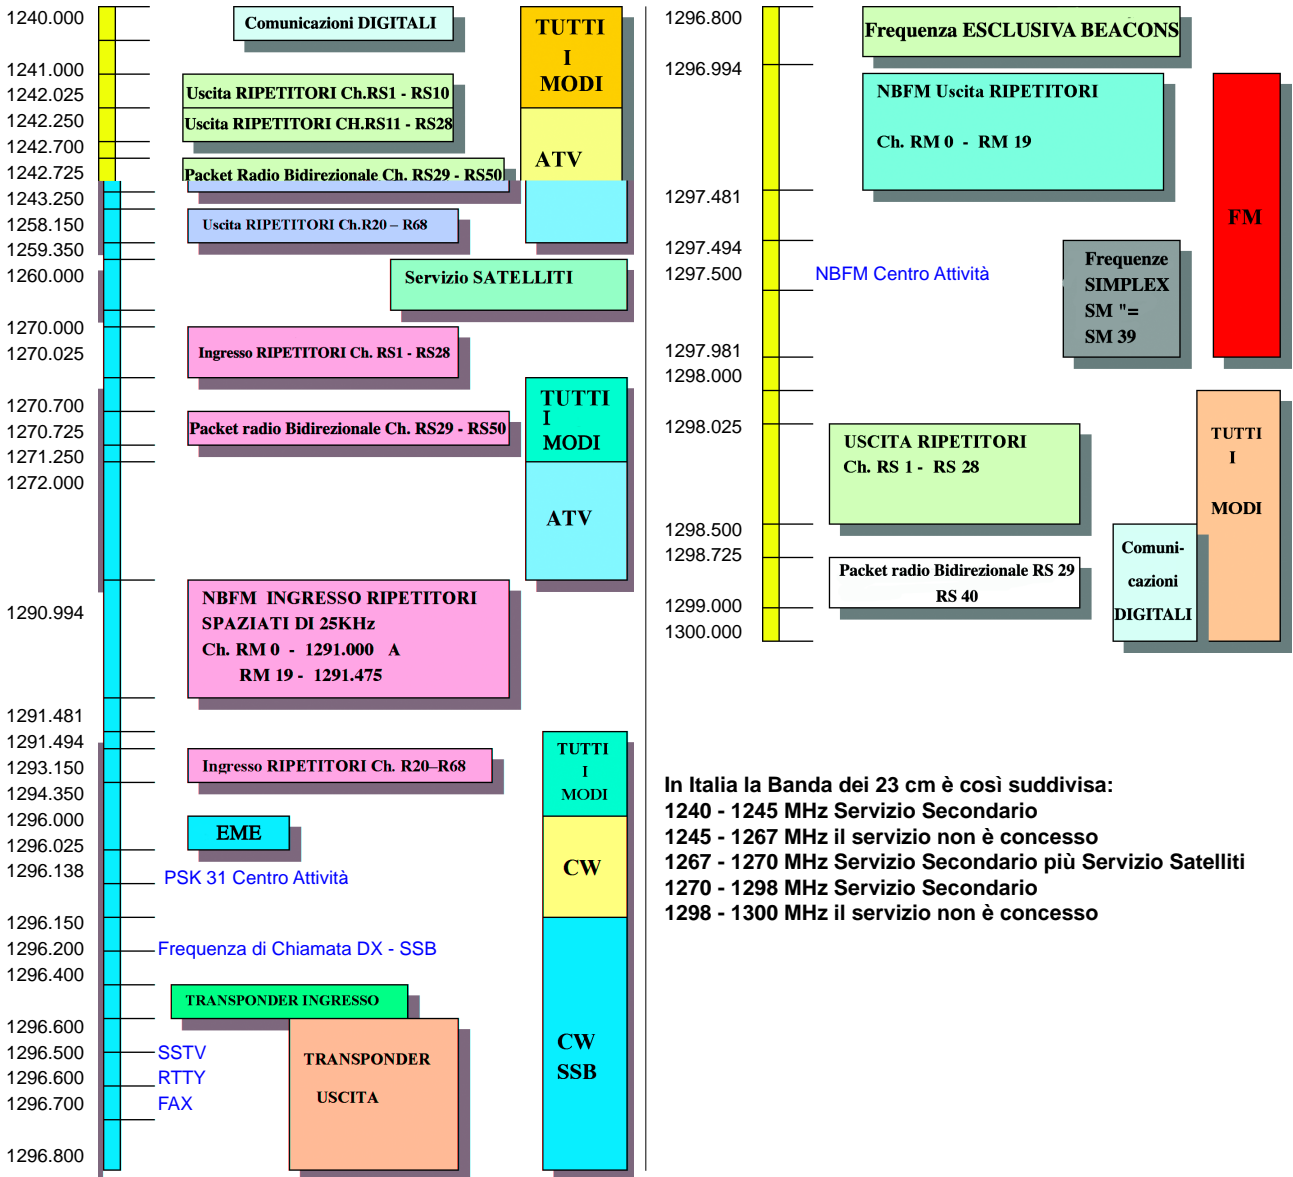 1240.000
1241.000
1242.025
1242.250
1242.700
1242.725
1243.250
1258.150
1259.350
1260.000
1270.000
1270.025
1270.700
1270.725
1271.250
1272.000
1290.994
1291.481
1291.494
1293.150
1294.350
1296.000
1296.025
1296.138
1296.150
1296.200
1296.400
1296.600
1296.500
1296.600
1296.700
1296.800
Comunicazioni DIGITALI
Uscita RIPETITORI Ch.RS1 - RS10
Uscita RIPETITORI CH.RS11 - RS28
Packet Radio Bidirezionale Ch. RS29 - RS50
Uscita RIPETITORI Ch.R20 – R68
Servizio SATELLITI
Ingresso RIPETITORI Ch. RS1 - RS28
Packet radio Bidirezionale Ch. RS29 - RS50
NBFM INGRESSO RIPETITORI
SPAZIATI DI 25KHz
Ch. RM 0 - 1291.000 A
RM 19 - 1291.475
Ingresso RIPETITORI Ch. R20–R68
EME
PSK 31 Centro Attività
Frequenza di Chiamata DX - SSB
TRANSPONDER INGRESSO
SSTV
RTTY
FAX
TRANSPONDER
USCITA
TUTTI
I
MODI
ATV
TUTTI
I
MODI
ATV
TUTTI
I
MODI
CW
CW
SSB
1296.800
1296.994
1297.481
1297.494
1297.500
1297.981
1298.000
1298.025
1298.500
1298.725
1299.000
1300.000
Frequenza ESCLUSIVA BEACONS
NBFM Uscita RIPETITORI
Ch. RM 0 - RM 19
NBFM Centro Attività
Frequenze
SIMPLEX
SM "=
SM 39
FM
USCITA RIPETITORI
Ch. RS 1 - RS 28
Packet radio Bidirezionale RS 29
RS 40
Comuni-
cazioni
DIGITALI
TUTTI
I
MODI
In Italia la Banda dei 23 cm è così suddivisa:
1240 - 1245 MHz Servizio Secondario
1245 - 1267 MHz il servizio non è concesso
1267 - 1270 MHz Servizio Secondario più Servizio Satelliti
1270 - 1298 MHz Servizio Secondario
1298 - 1300 MHz il servizio non è concesso